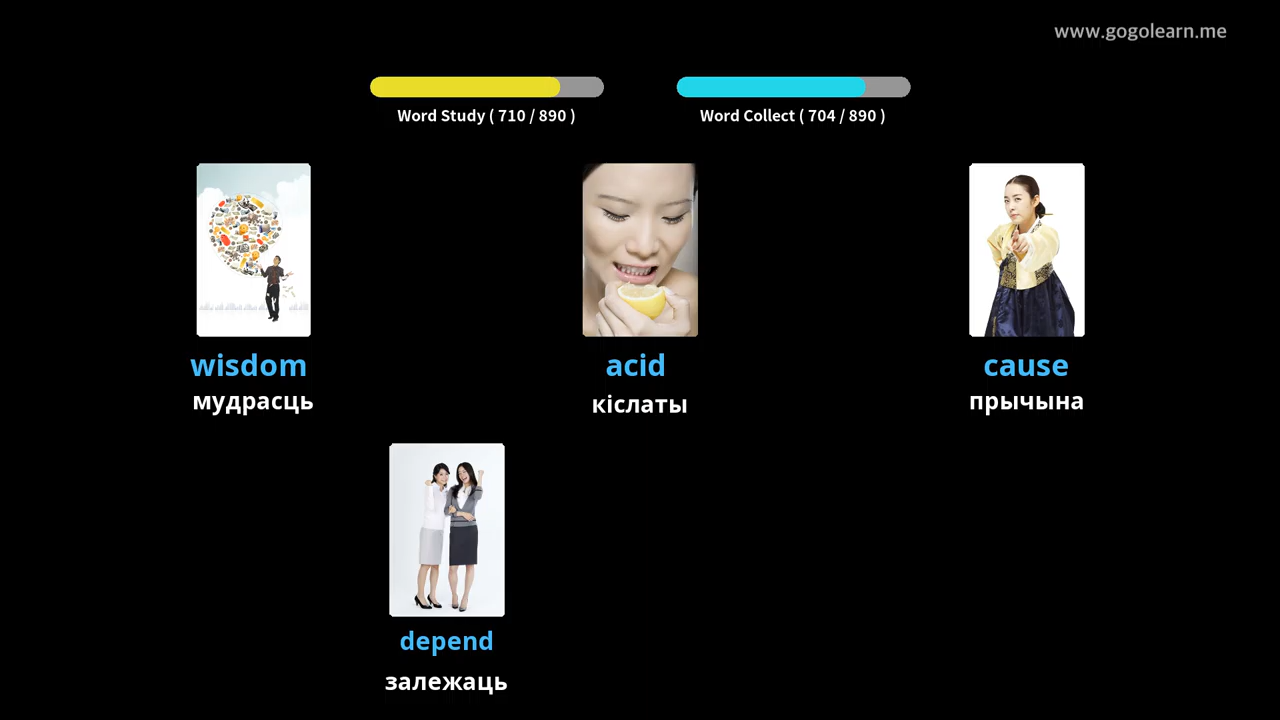 www.gogolearn.me
Word Study ( 710 / 890 )
Word Collect ( 704 / 890 )
wisdom
мудрасць
acid
кіслаты
cause
прычына
depend
залежаць